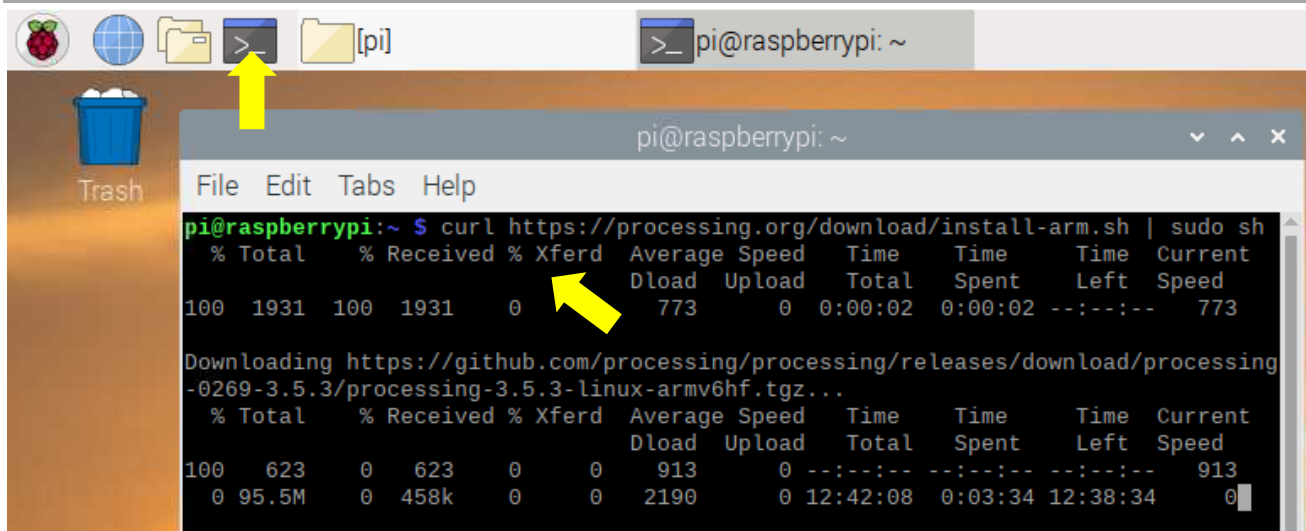 >_ [pi] >_ pi@raspberrypi: ~
pi@raspberrypi: ~
Trash
File Edit Tabs Help
pi@raspberrypi:~ $ curl https://processing.org/download/install-arm.sh | sudo sh
% Total % Received % Xferd Average Speed Time Time Time Current
Dload Upload Total Spent Left Speed
100 1931 100 1931 0 773 0 0:00:02 0:00:02 --:--:-- 773
Downloading https://github.com/processing/processing/releases/download/processing
-0269-3.5.3/processing-3.5.3-linux-armv6hf.tgz...
% Total % Received % Xferd Average Speed Time Time Time Current
Dload Upload Total Spent Left Speed
100 623 0 623 0 0 913 0 --:--:-- --:--:-- --:--:-- 913
0 95.5M 0 458k 0 0 2190 0 12:42:08 0:03:34 12:38:34 0